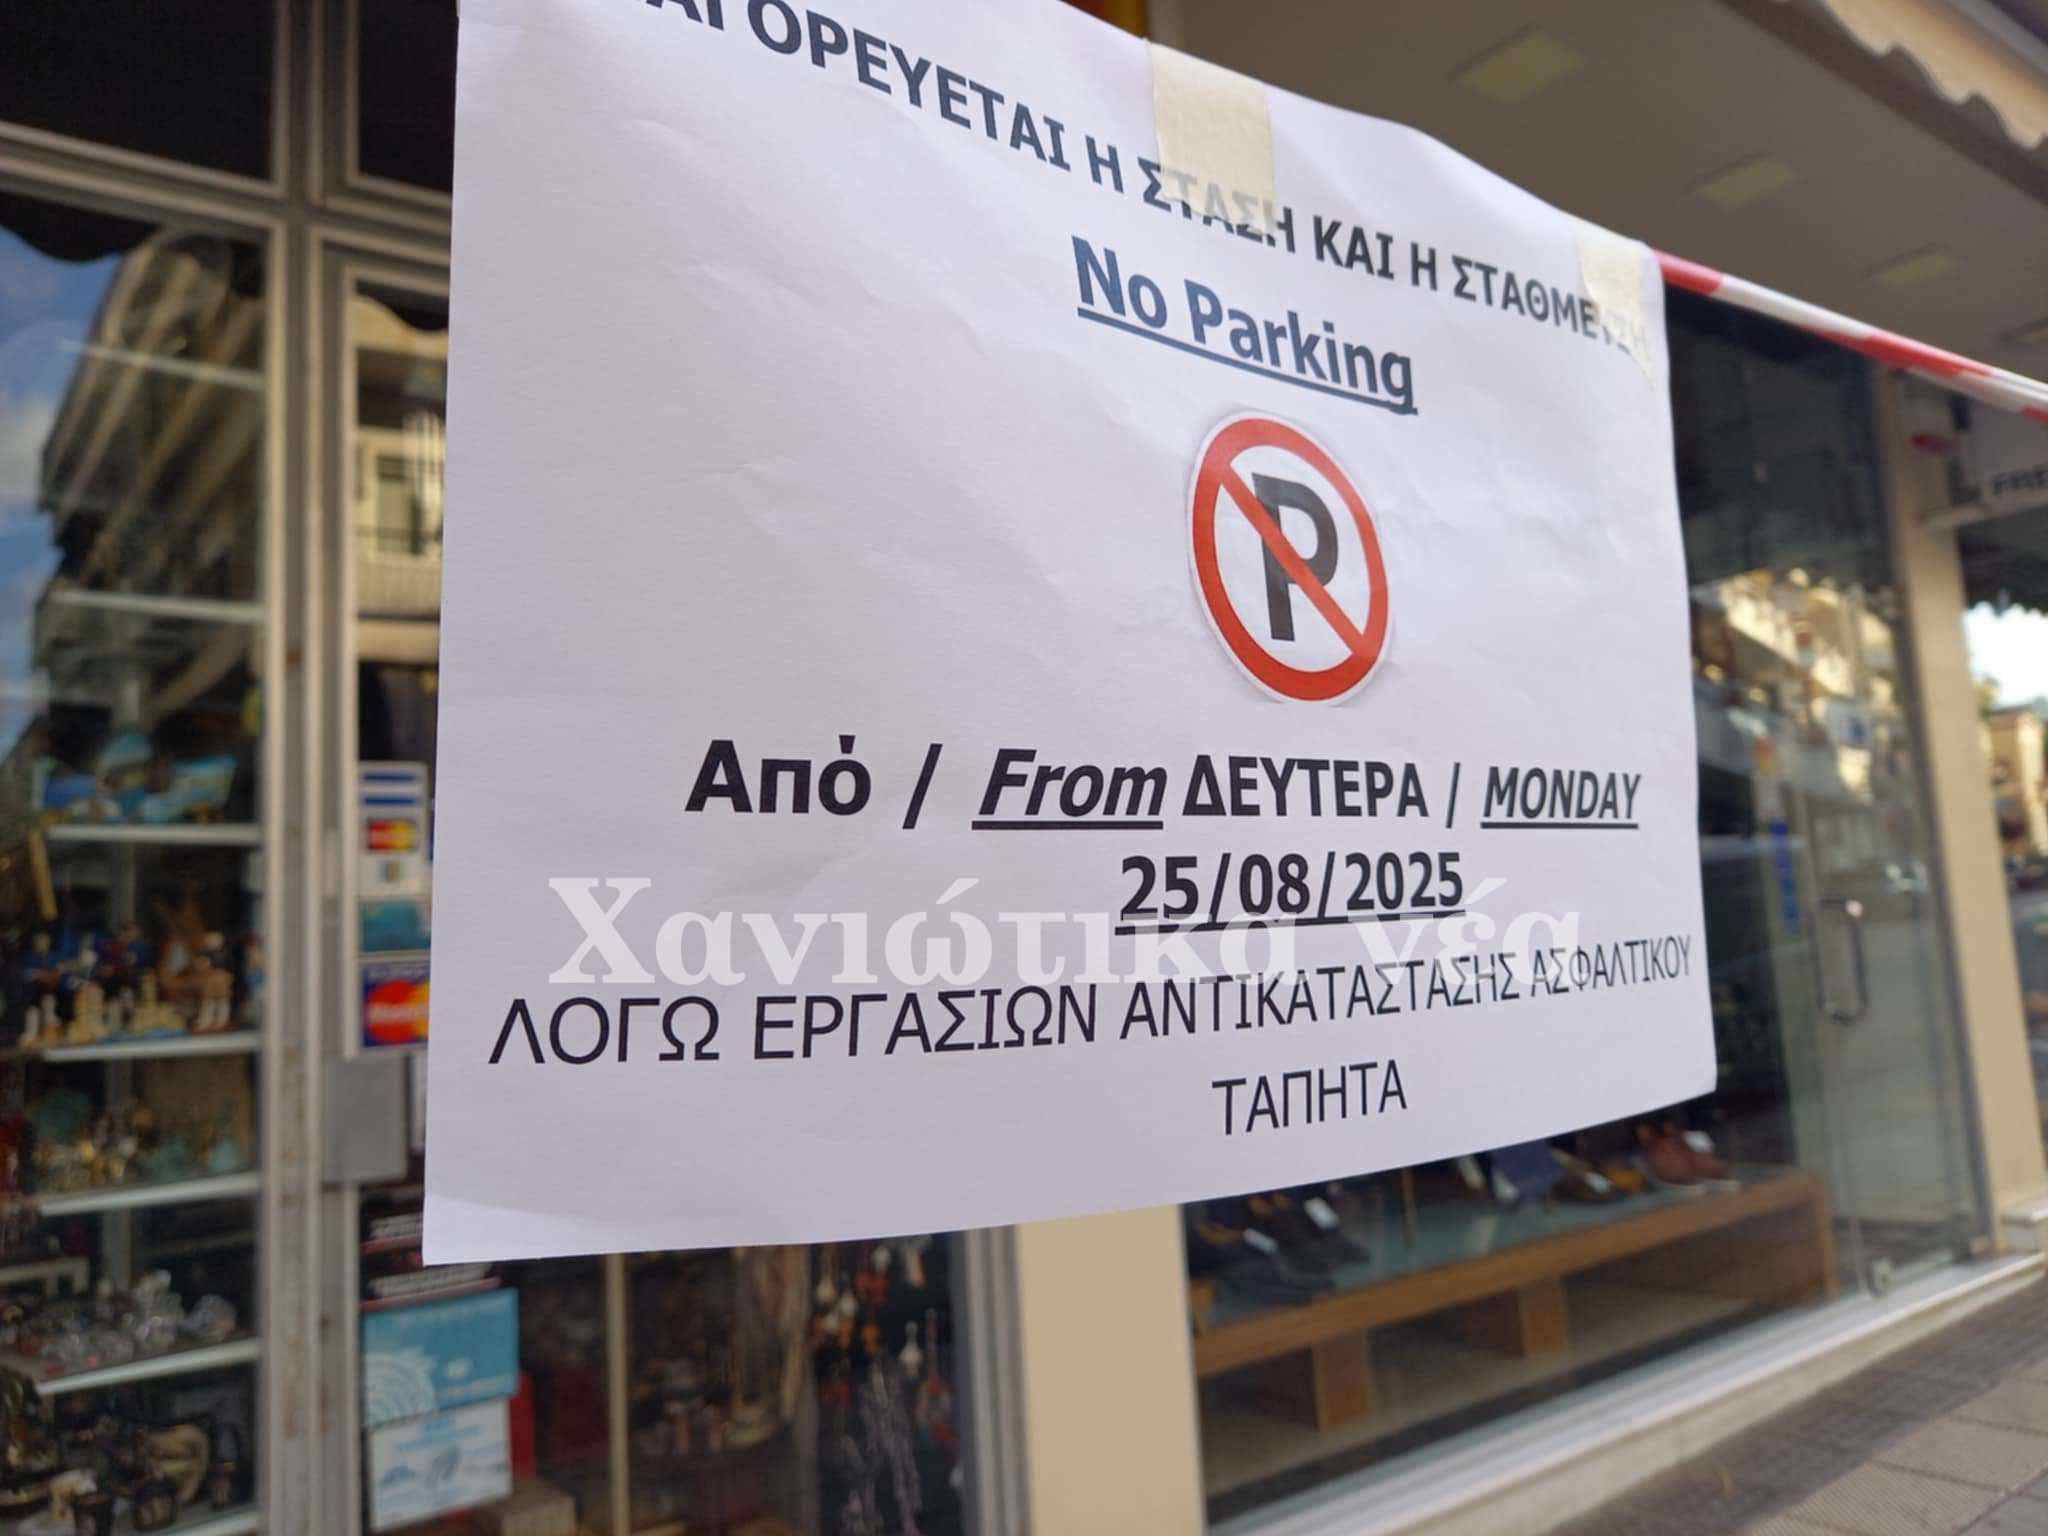 ΑΓΟΡΕΥΕΤΑΙ Η ΣΤΑΣΗ ΚΑΙ Η ΣΤΑΘΜΕΥΣΗ
No Parking
P
Από / From ΔΕΥΤΕΡΑ / MONDAY
25/08/2025
Χανιώτικα νέα
ΛΟΓΩ ΕΡΓΑΣΙΩΝ ΑΝΤΙΚΑΤΑΣΤΑΣΗΣ ΑΣΦΑΛΤΙΚΟΥ
ΤΑΠΗΤΑ